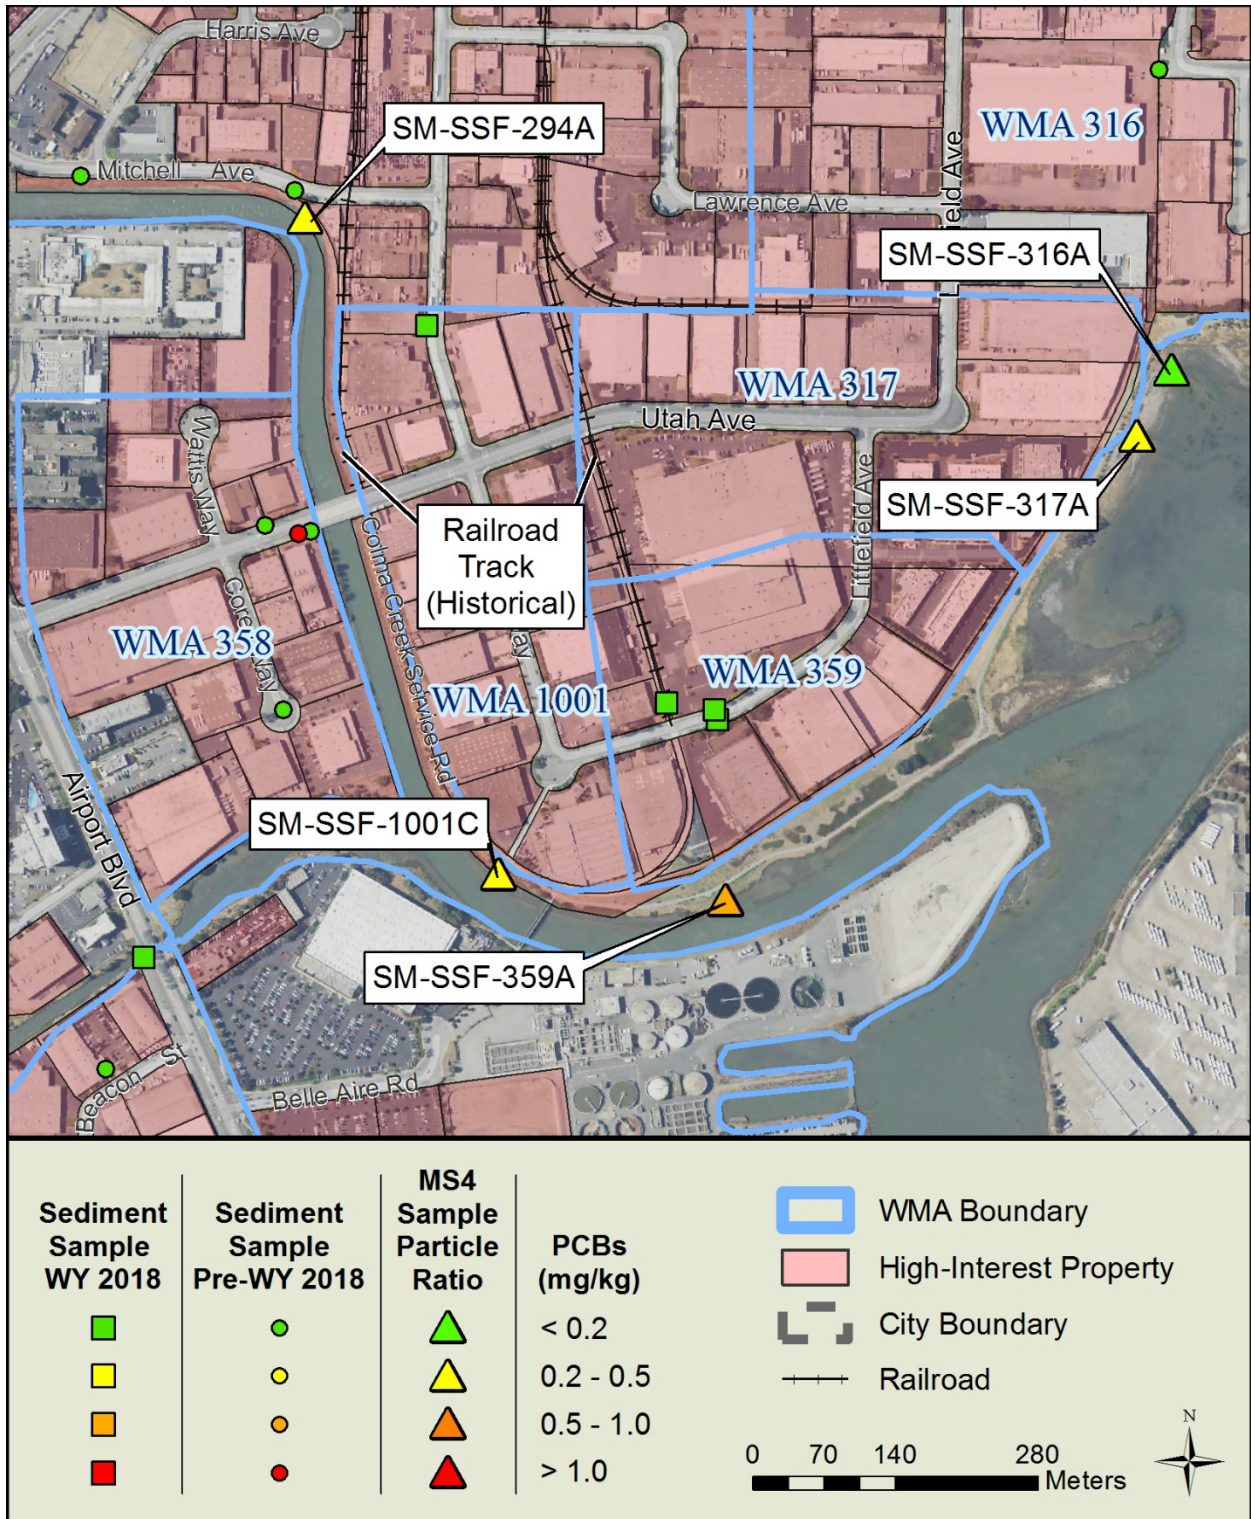 Harris Ave
SM-SSF-294A
WMA 316
Mitchell Ave
Lawrence Ave
SM-SSF-316A
WMA 317
Utah Ave
Wattis Way
SM-SSF-317A
Railroad
Track
(Historical)
Littlefield Ave
Colma Creek Service Rd
WMA 358
Corey Way
WMA 1001
WMA 359
Airport Blvd
SM-SSF-1001C
SM-SSF-359A
Beacon St
Belle Aire Rd
Sediment
Sample
WY 2018
Sediment
Sample
Pre-WY 2018
MS4
Sample
Particle
Ratio
PCBs
(mg/kg)
< 0.2
0.2 - 0.5
0.5 - 1.0
> 1.0
WMA Boundary
High-Interest Property
City Boundary
Railroad
N
0 70 140 280
Meters